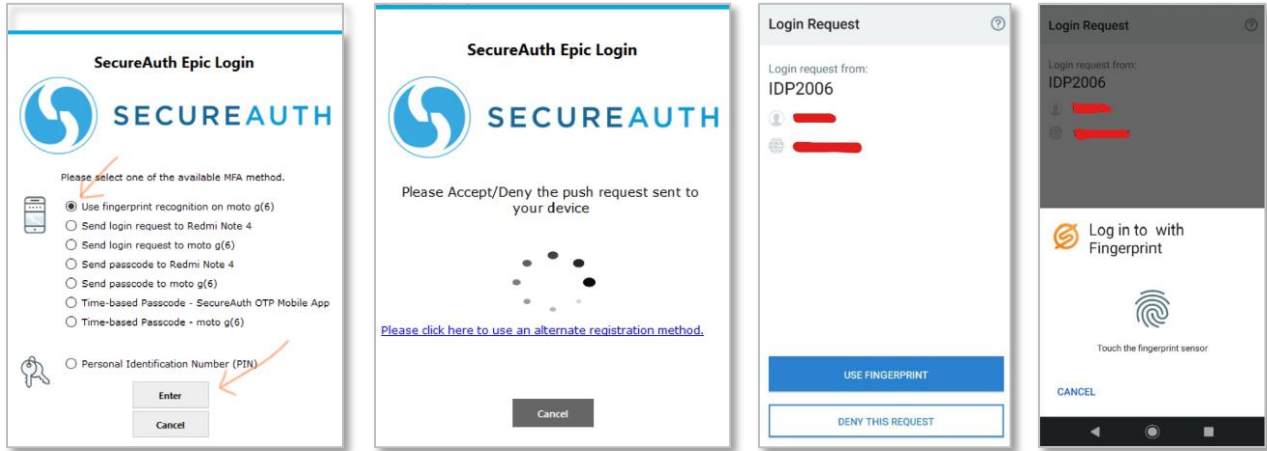 SecureAuth Epic Login
SECUREAUTH
Please select one of the available MFA method.
Use fingerprint recognition on moto g(6)
Send login request to Redmi Note 4
Send login request to moto g(6)
Send passcode to Redmi Note 4
Send passcode to moto g(6)
Time-based Passcode - SecureAuth OTP Mobile App
Time-based Passcode - moto g(6)
Personal Identification Number (PIN)
Enter
Cancel
SecureAuth Epic Login
SECUREAUTH
Please Accept/Deny the push request sent to
your device
Please click here to use an alternate registration method.
Cancel
Login Request
?
Login request from:
IDP2006
USE FINGERPRINT
DENY THIS REQUEST
Login Request
?
Login request from:
IDP2006
Log in to with
Fingerprint
Touch the fingerprint sensor
CANCEL